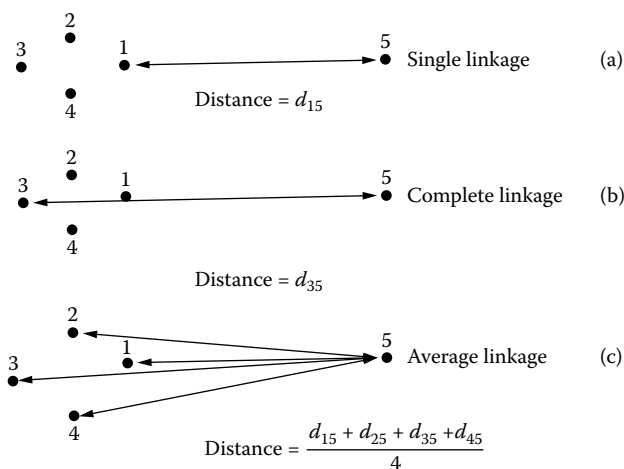 2
3 1 5
Single linkage (a)
4
Distance = d15
2
3 1 5
Complete linkage (b)
4
Distance = d35
2
1 5
3
Average linkage (c)
4
Distance = d15 + d25 + d35 +d45
4